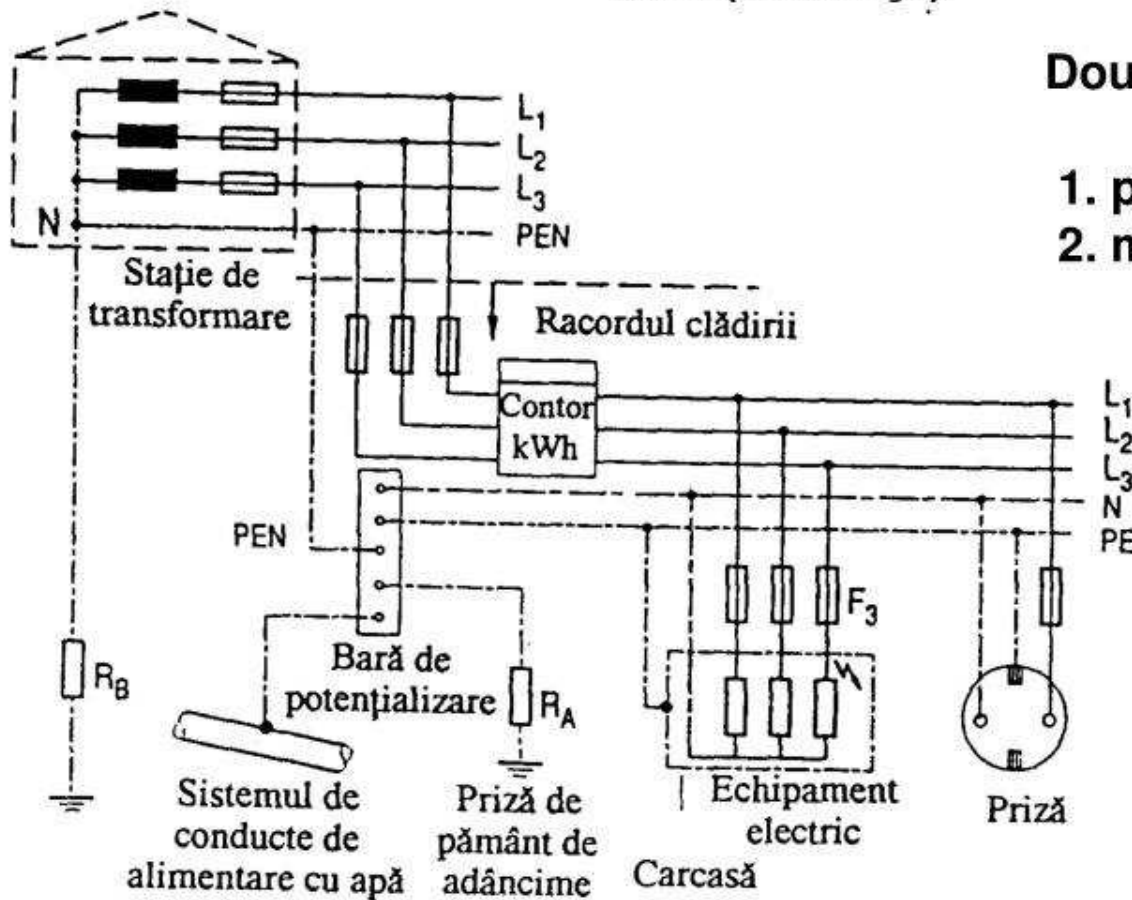 Dou
1. p
2. n
L1
L2
L3
N
PEN
Stație de
transformare
Racordul clădirii
Contor
kWh
L1
L2
L3
N
PE
PEN
F3
Bară de
potențializare
RB
RA
Sistemul de
conducte de
alimentare cu apă
Priză de
pământ de
adâncime
Echipament
electric
Carcasă
Priză